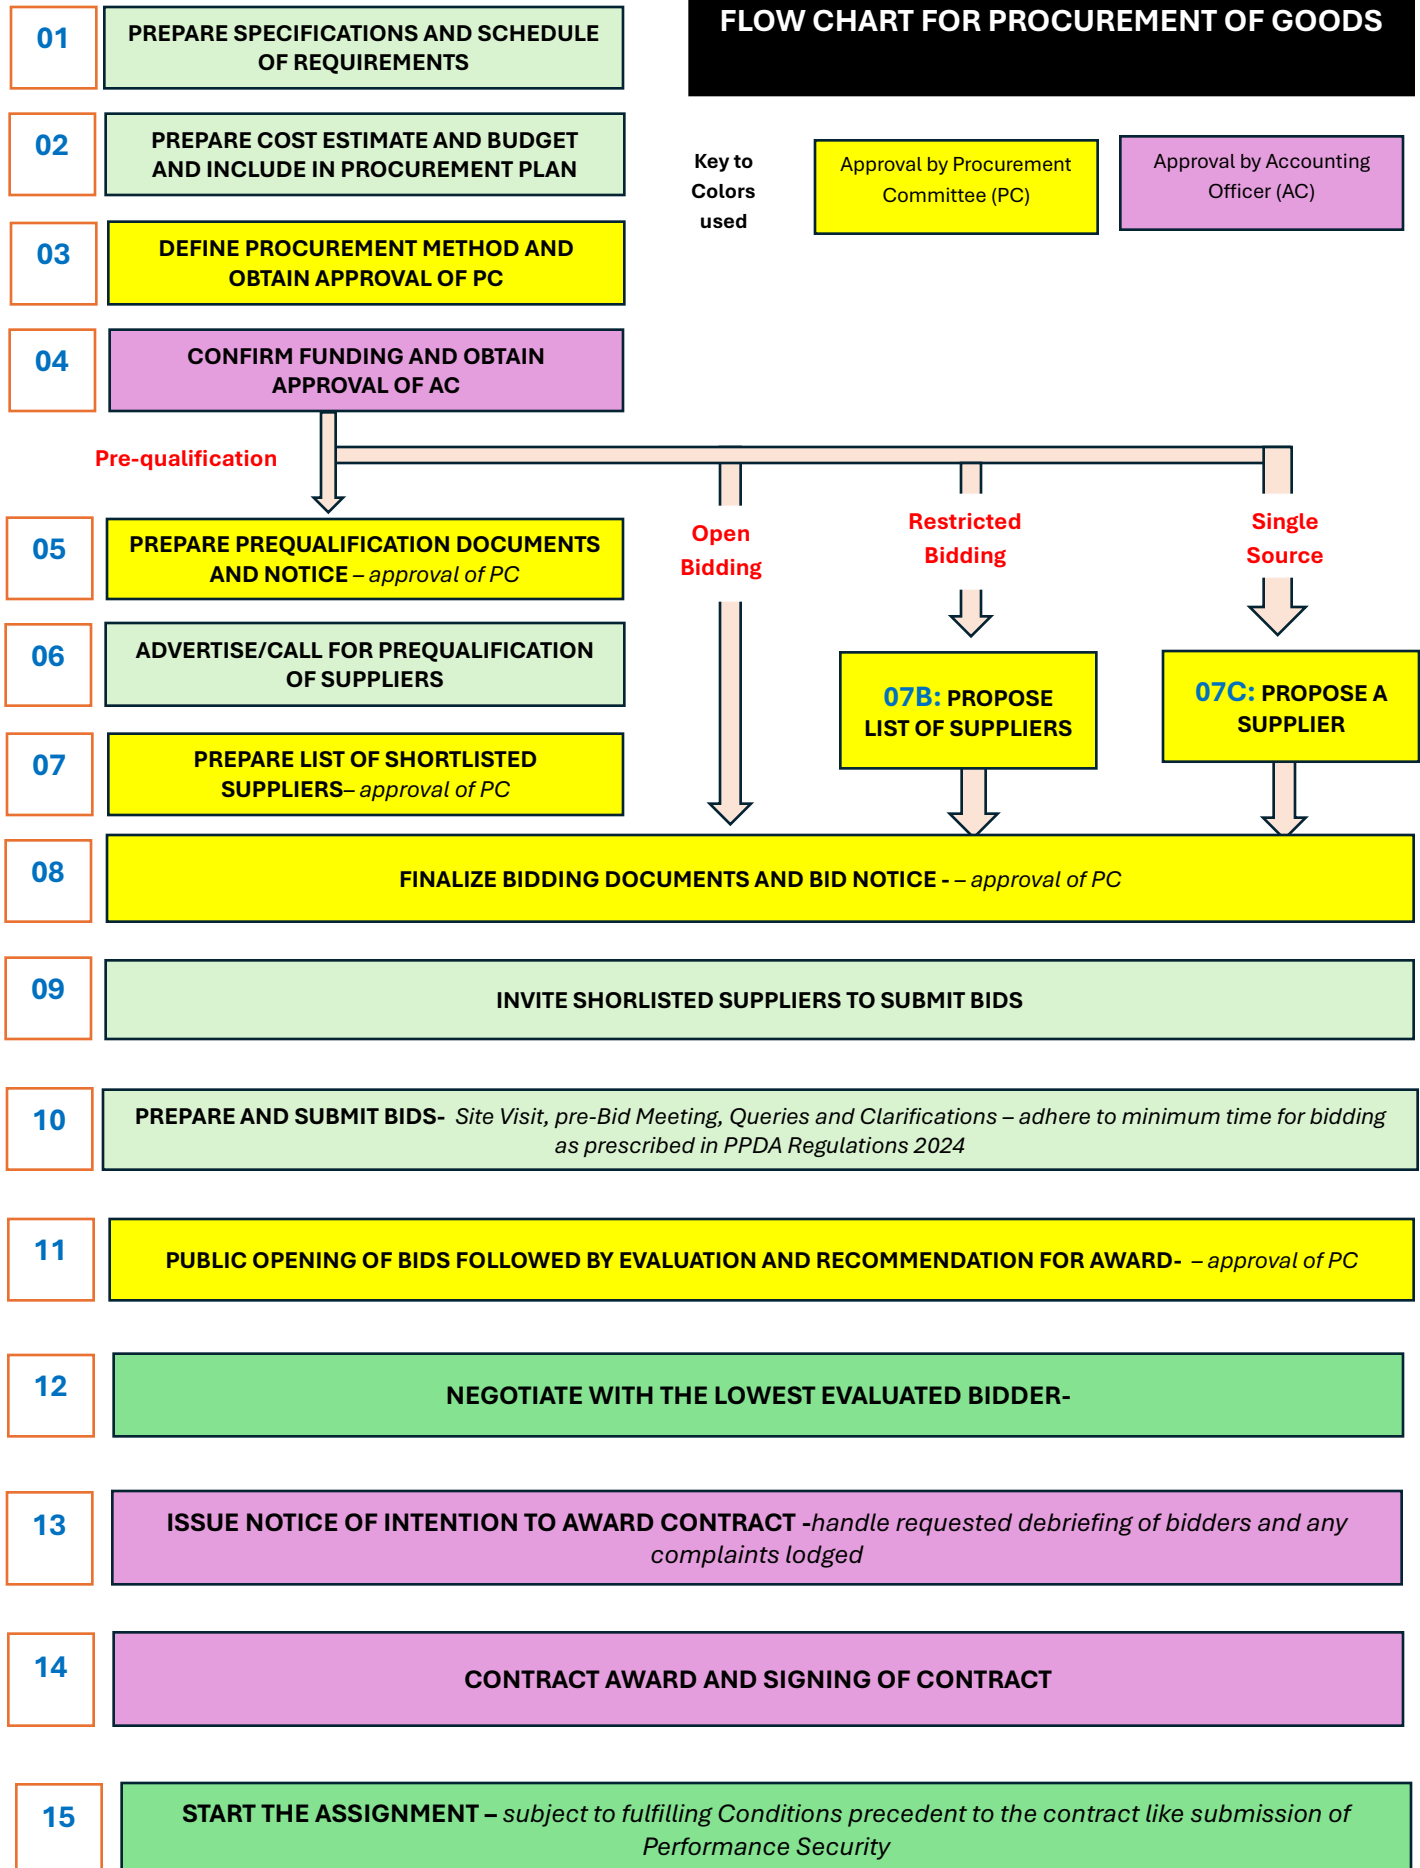 FLOW CHART FOR PROCUREMENT OF GOODS
Key to
Colors
used
Approval by Procurement
Committee (PC)
Approval by Accounting
Officer (AC)
01
PREPARE SPECIFICATIONS AND SCHEDULE
OF REQUIREMENTS
02
PREPARE COST ESTIMATE AND BUDGET
AND INCLUDE IN PROCUREMENT PLAN
03
DEFINE PROCUREMENT METHOD AND
OBTAIN APPROVAL OF PC
04
CONFIRM FUNDING AND OBTAIN
APPROVAL OF AC
Pre-qualification
Open
Bidding
Restricted
Bidding
Single
Source
05
PREPARE PREQUALIFICATION DOCUMENTS
AND NOTICE – approval of PC
06
ADVERTISE/CALL FOR PREQUALIFICATION
OF SUPPLIERS
07
PREPARE LIST OF SHORTLISTED
SUPPLIERS– approval of PC
07B: PROPOSE
LIST OF SUPPLIERS
07C: PROPOSE A
SUPPLIER
08
FINALIZE BIDDING DOCUMENTS AND BID NOTICE - – approval of PC
09
INVITE SHORLISTED SUPPLIERS TO SUBMIT BIDS
10
PREPARE AND SUBMIT BIDS- Site Visit, pre-Bid Meeting, Queries and Clarifications – adhere to minimum time for bidding
as prescribed in PPDA Regulations 2024
11
PUBLIC OPENING OF BIDS FOLLOWED BY EVALUATION AND RECOMMENDATION FOR AWARD- – approval of PC
12
NEGOTIATE WITH THE LOWEST EVALUATED BIDDER-
13
ISSUE NOTICE OF INTENTION TO AWARD CONTRACT -handle requested debriefing of bidders and any
complaints lodged
14
CONTRACT AWARD AND SIGNING OF CONTRACT
15
START THE ASSIGNMENT – subject to fulfilling Conditions precedent to the contract like submission of
Performance Security